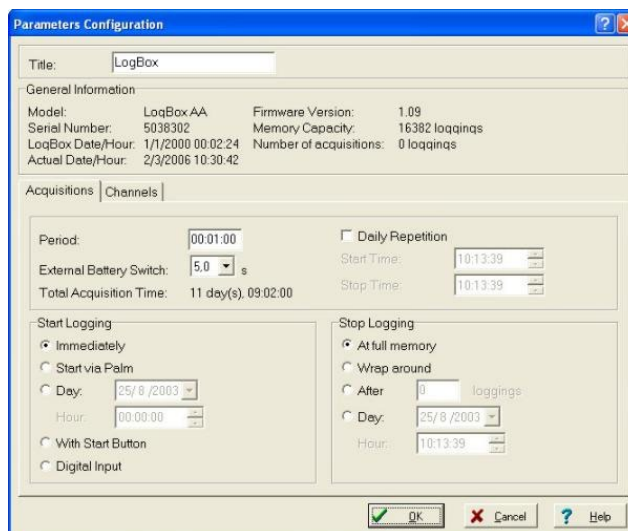 Parameters Configuration
Title: LogBox
General Information
Model: LogBox AA Firmware Version: 1.09
Serial Number: 5038302 Memory Capacity: 16382 loggings
LogBox Date/Hour: 1/1/2000 00:02:24 Number of acquisitions: 0 loggings
Actual Date/Hour: 2/3/2006 10:30:42
Acquisitions Channels
Period: 00:01:00 Daily Repetition
External Battery Switch: 5,0 s Start Time: 10:13:39
Total Acquisition Time: 11 day(s), 09:02:00 Stop Time: 10:13:39
Start Logging Stop Logging
Immediately At full memory
Start via Palm Wrap around
Day: 25/ 8 /2003 After 0 loggings
Hour: 00:00:00 Day: 25/ 8 /2003
With Start Button Hour: 10:13:39
Digital Input
OK Cancel ? Help